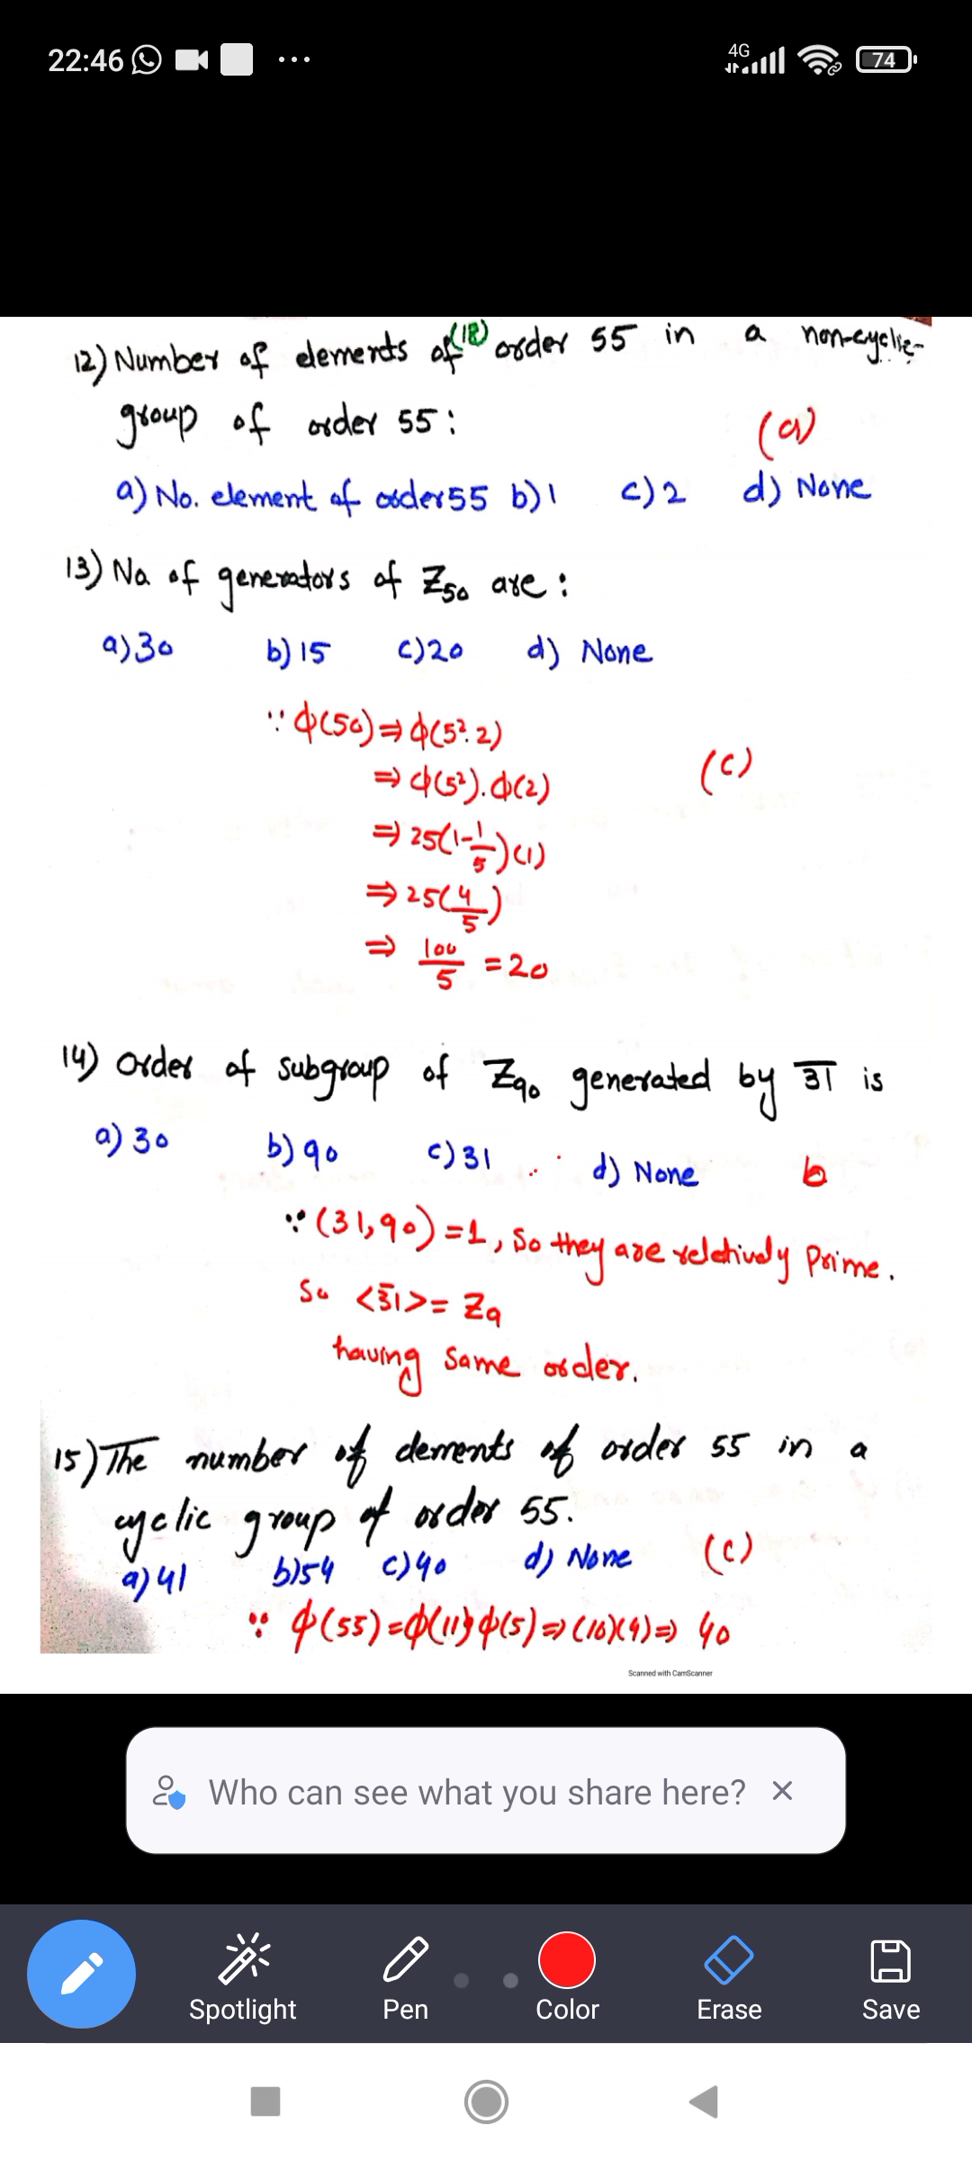 22:46 ... 4G 74
(18)
12) Number of elements of order 55 in a non-cyclic-
group of order 55:
(a)
a) No. element of order 55 b) 1 c) 2 d) None
13) No of generators of Z₅₀ are:
a) 30 b) 15 c) 20 d) None
∵ ϕ(50) ⇒ ϕ(5².2)
⇒ ϕ(5²).ϕ(2)
(c)
⇒ 25(1-1/5)(1)
⇒ 25(4/5)
⇒ 100/5 = 20
14) Order of subgroup of Z₉₀ generated by 3̅1̅ is
a) 30 b) 90 c) 31 d) None b
∵ (31,90) = 1, So they are reletively Prime.
So <3̅1̅> = Z₉
having Same order.
15) The number of elements of order 55 in a
cyclic group of order 55.
a) 41 b) 54 c) 40 d) None (c)
∵ ϕ(55) = ϕ(11) ϕ(5) ⇒ (10)(4) ⇒ 40
Scanned with CamScanner
Who can see what you share here? ×
Spotlight Pen Color Erase Save